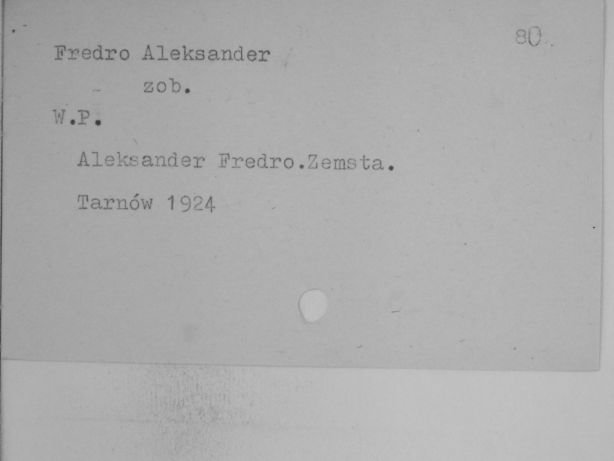 80
Fredro Aleksander
zob.
W.P.
Aleksander Fredro.Zemsta.
Tarnów 1924